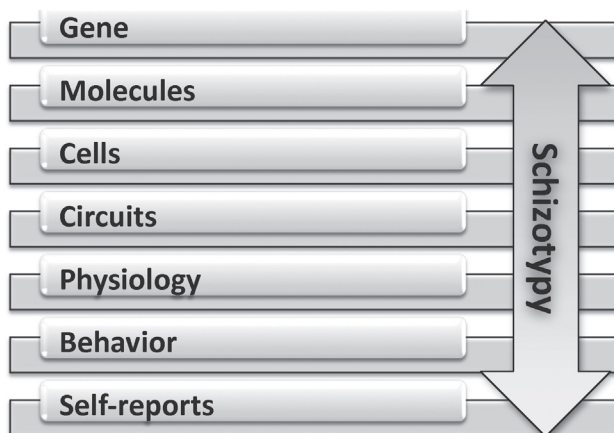 Gene
Molecules
Cells
Circuits
Physiology
Behavior
Self-reports
Schizotypy